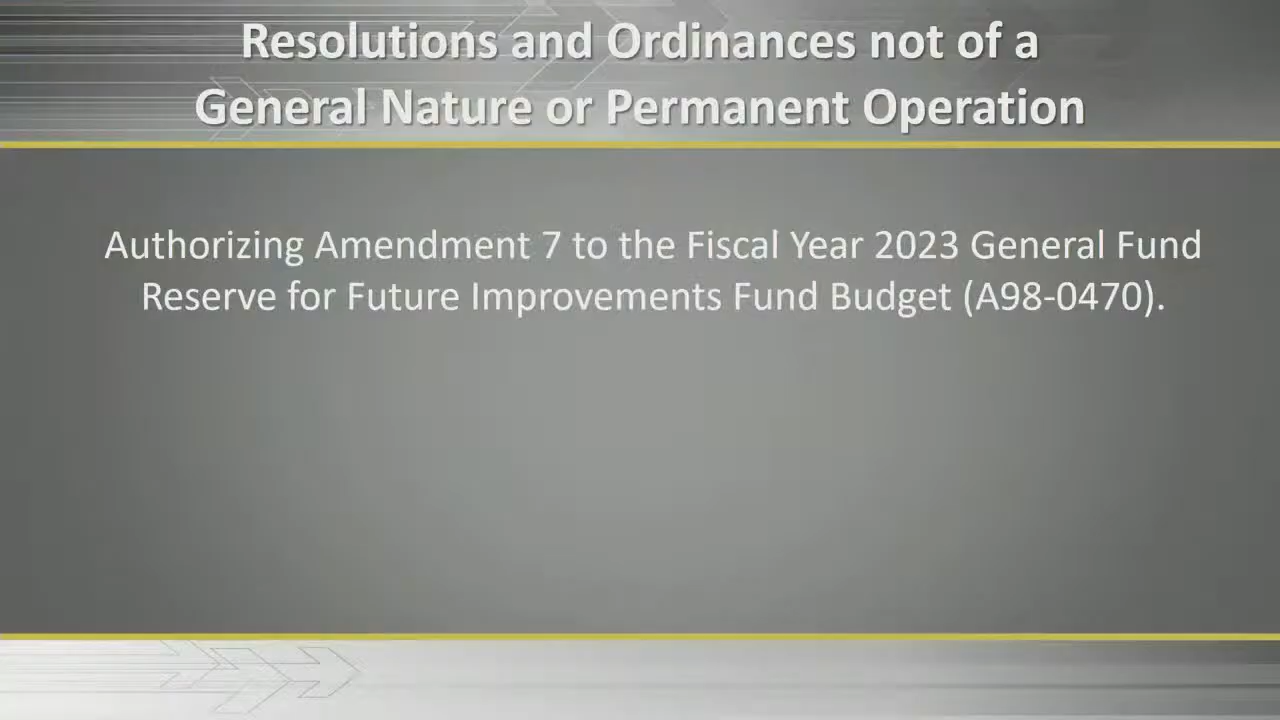 Resolutions and Ordinances not of a
General Nature or Permanent Operation
Authorizing Amendment 7 to the Fiscal Year 2023 General Fund
Reserve for Future Improvements Fund Budget (A98-0470).